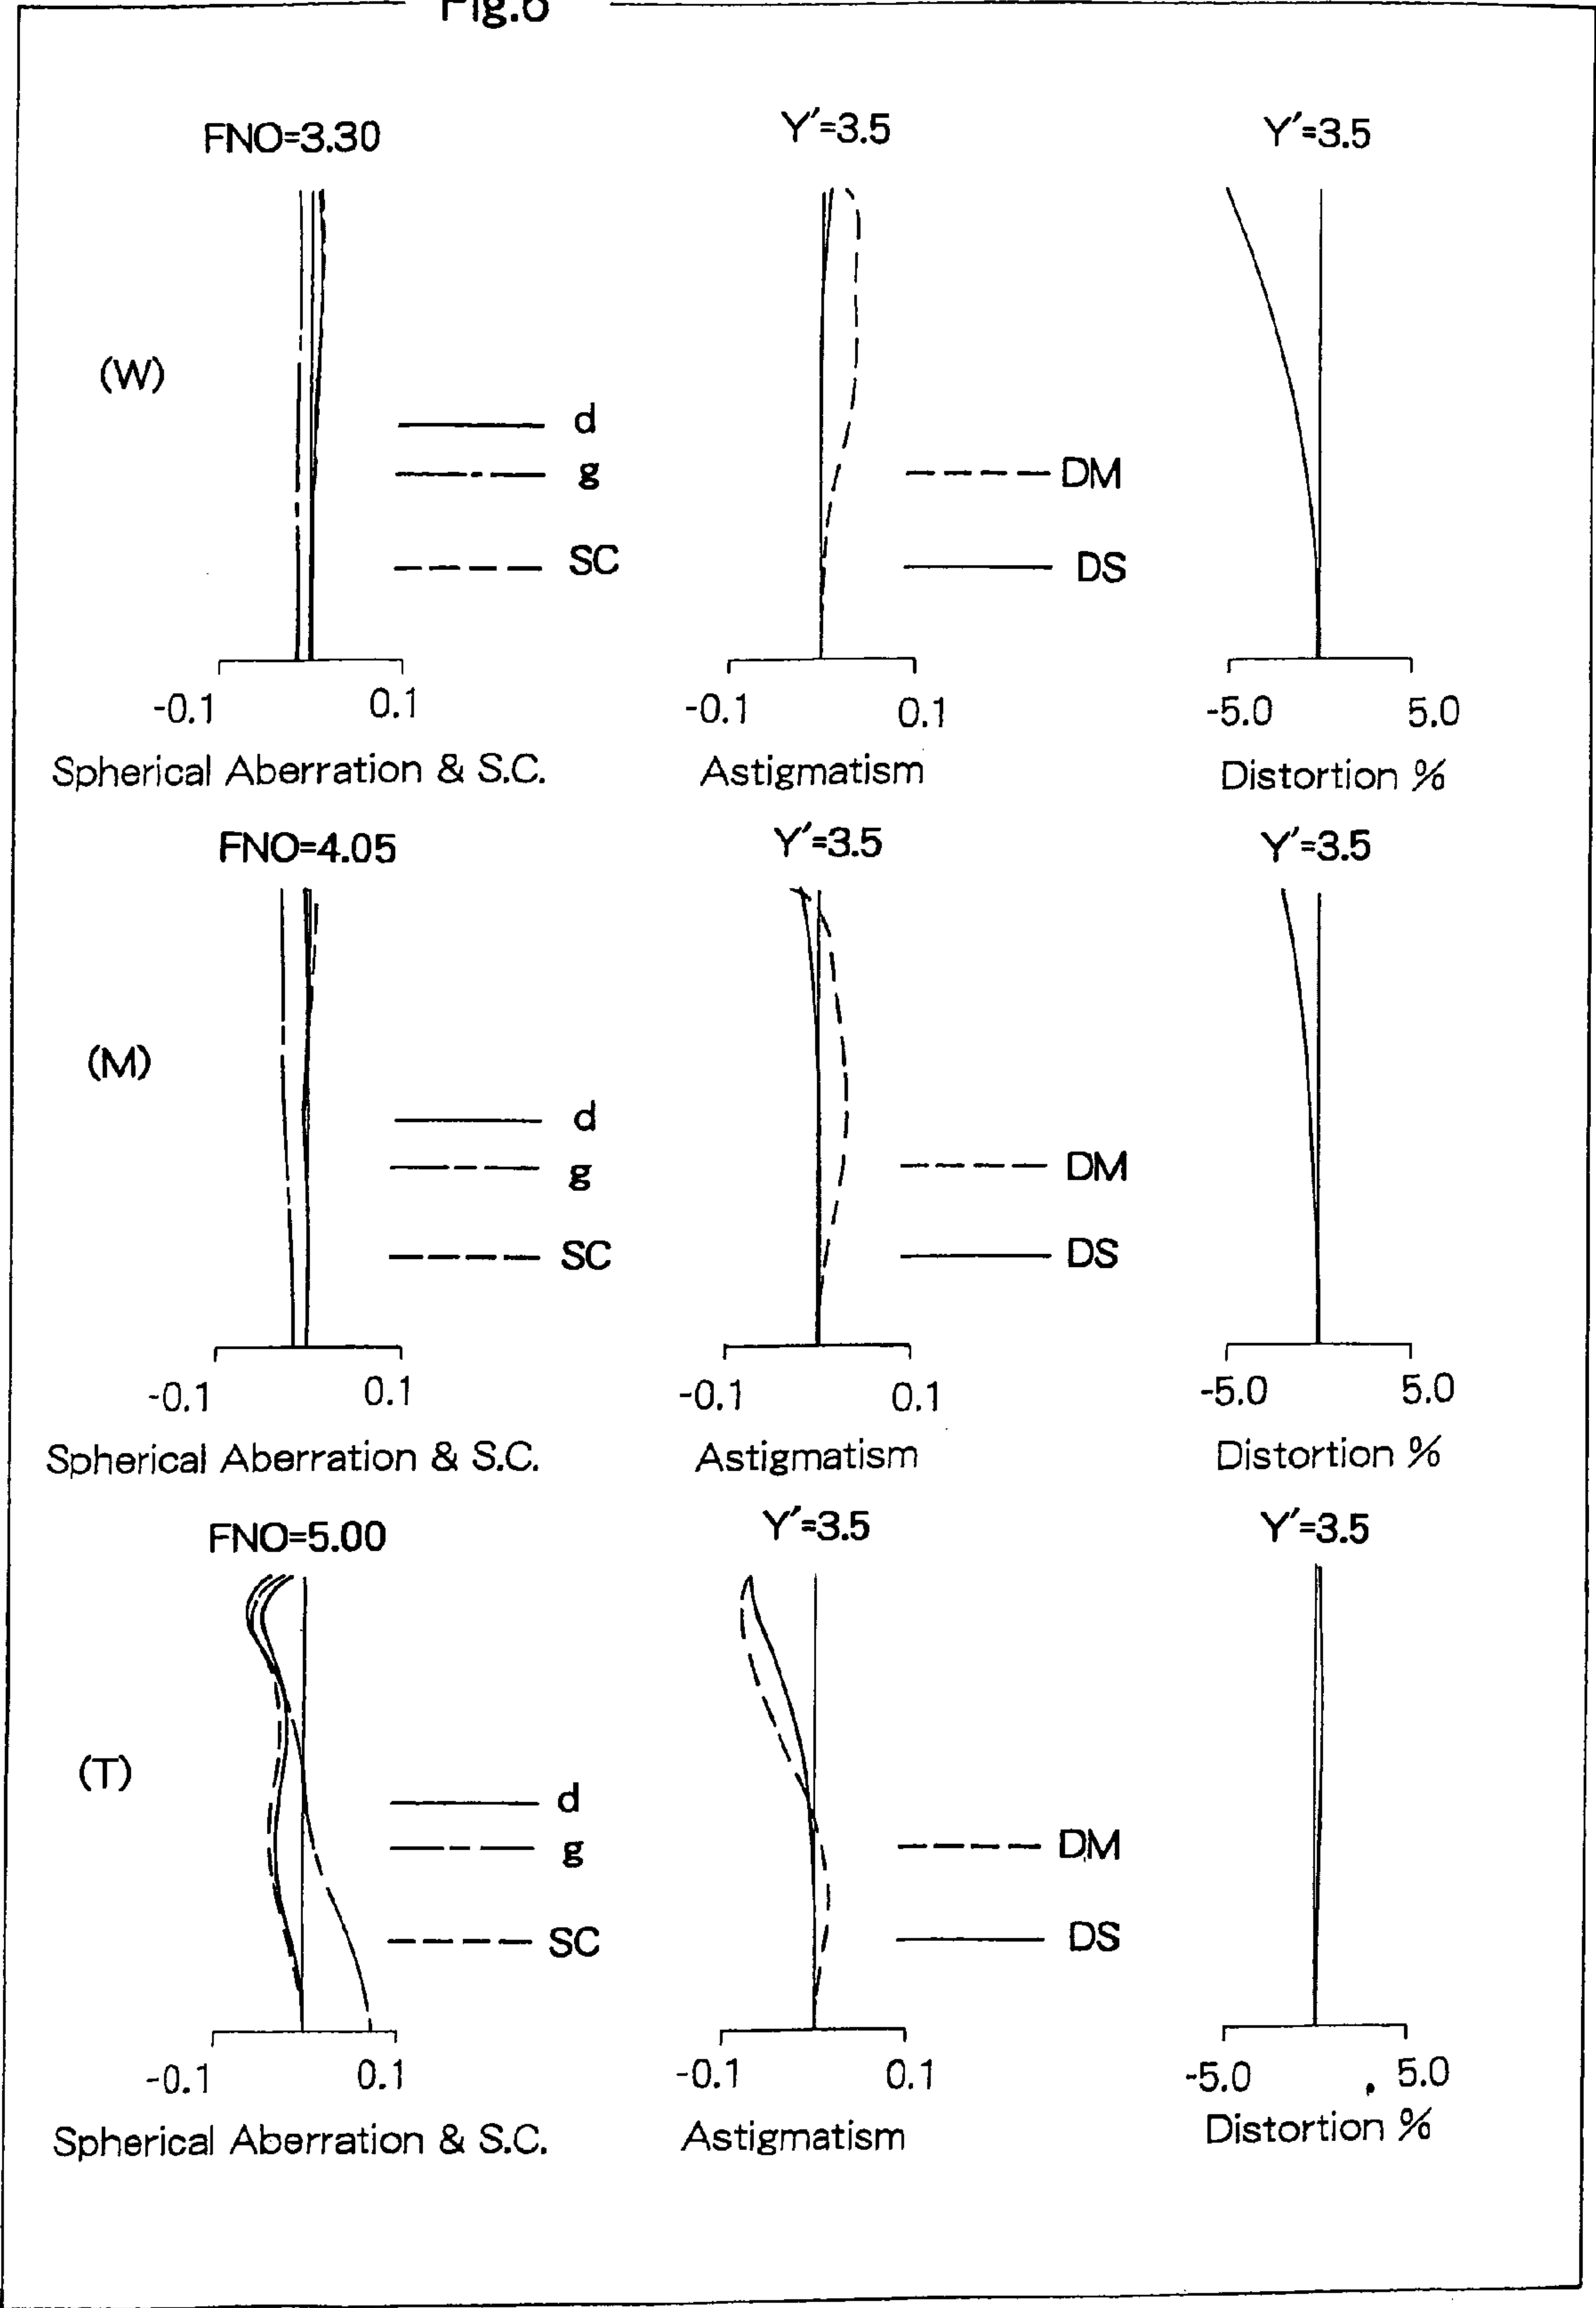 Fig.6
FNO=3.30 Y'=3.5 Y'=3.5
(W)
d
g
DM
SC
DS
-0.1 0.1 -0.1 0.1 -5.0 5.0
Spherical Aberration & S.C. Astigmatism Distortion %
FNO=4.05 Y'=3.5 Y'=3.5
(M)
d
g
DM
SC
DS
-0.1 0.1 -0.1 0.1 -5.0 5.0
Spherical Aberration & S.C. Astigmatism Distortion %
FNO=5.00 Y'=3.5 Y'=3.5
(T)
d
g
DM
SC
DS
-0.1 0.1 -0.1 0.1 -5.0 5.0
Spherical Aberration & S.C. Astigmatism Distortion %